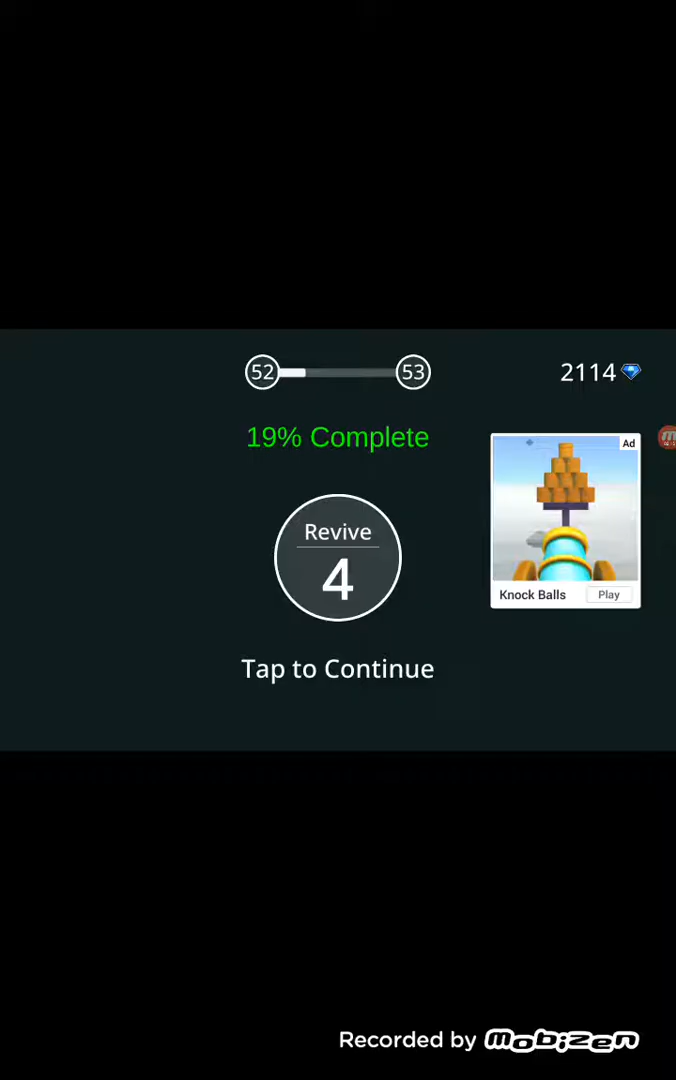 52
53
2114
19% Complete
Ad
Revive
4
Knock Balls
Play
Tap to Continue
Recorded by mobizen